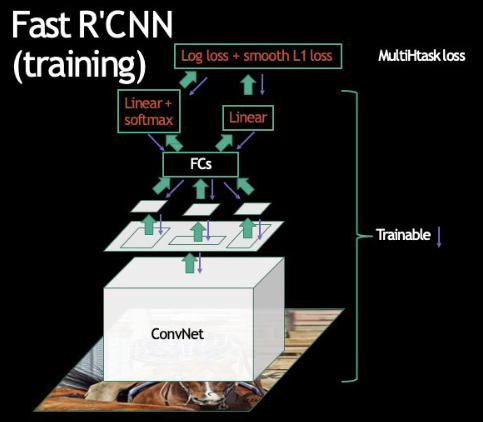 Fast R'CNN
(training)
Log loss + smooth L1 loss
MultiHtask loss
Linear +
softmax
Linear
FCs
Trainable
ConvNet